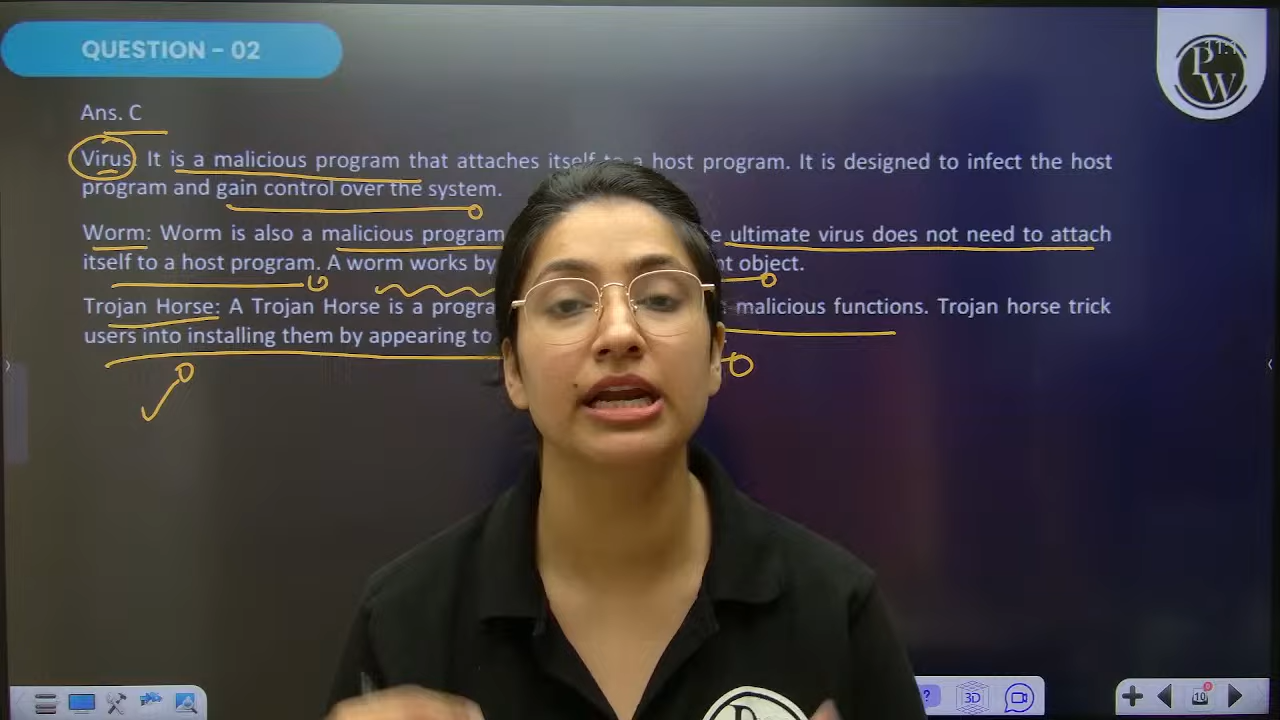 QUESTION - 02
PW
Ans. C
Virus: It is a malicious program that attaches itself to a host program. It is designed to infect the host
program and gain control over the system.
Worm: Worm is also a malicious program ultimate virus does not need to attach
itself to a host program. A worm works by object.
Trojan Horse: A Trojan Horse is a malicious functions. Trojan horse trick
users into installing them by appearing to
? 3D
10